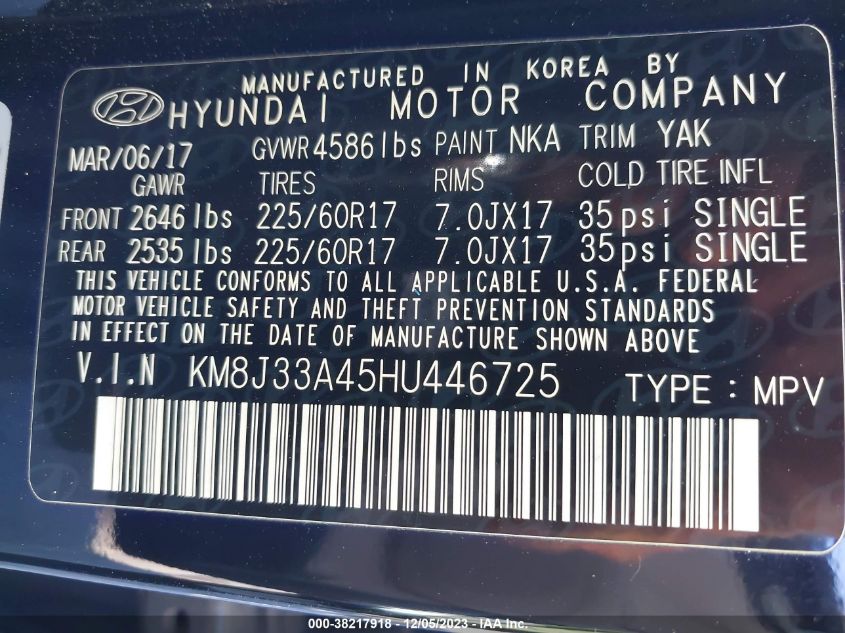 MANUFACTURED IN KOREA BY
HYUNDAI MOTOR COMPANY
MAR/06/17 GVWR 4586 lbs PAINT NKA TRIM YAK
GAWR TIRES RIMS COLD TIRE INFL
FRONT 2646 lbs 225/60R17 7.0JX17 35psi SINGLE
REAR 2535 lbs 225/60R17 7.0JX17 35psi SINGLE
THIS VEHICLE CONFORMS TO ALL APPLICABLE U.S.A. FEDERAL
MOTOR VEHICLE SAFETY AND THEFT PREVENTION STANDARDS
IN EFFECT ON THE DATE OF MANUFACTURE SHOWN ABOVE
V.I.N KM8J33A45HU446725 TYPE : MPV
000-38217918 - 12/05/2023 - IAA Inc.